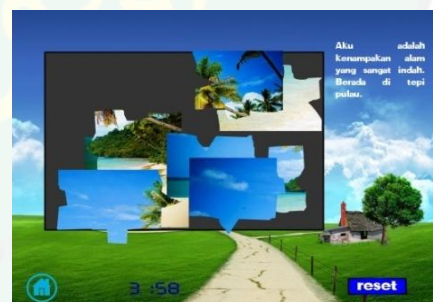 Aku adalah
kenampakan alam
yang sangat indah.
Berada di tepi
pulau.
3 :58
reset